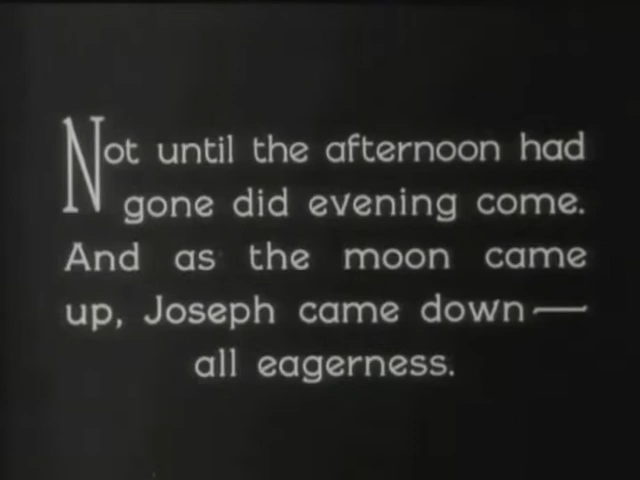 Not until the afternoon had
gone did evening come.
And as the moon came
up, Joseph came down—
all eagerness.